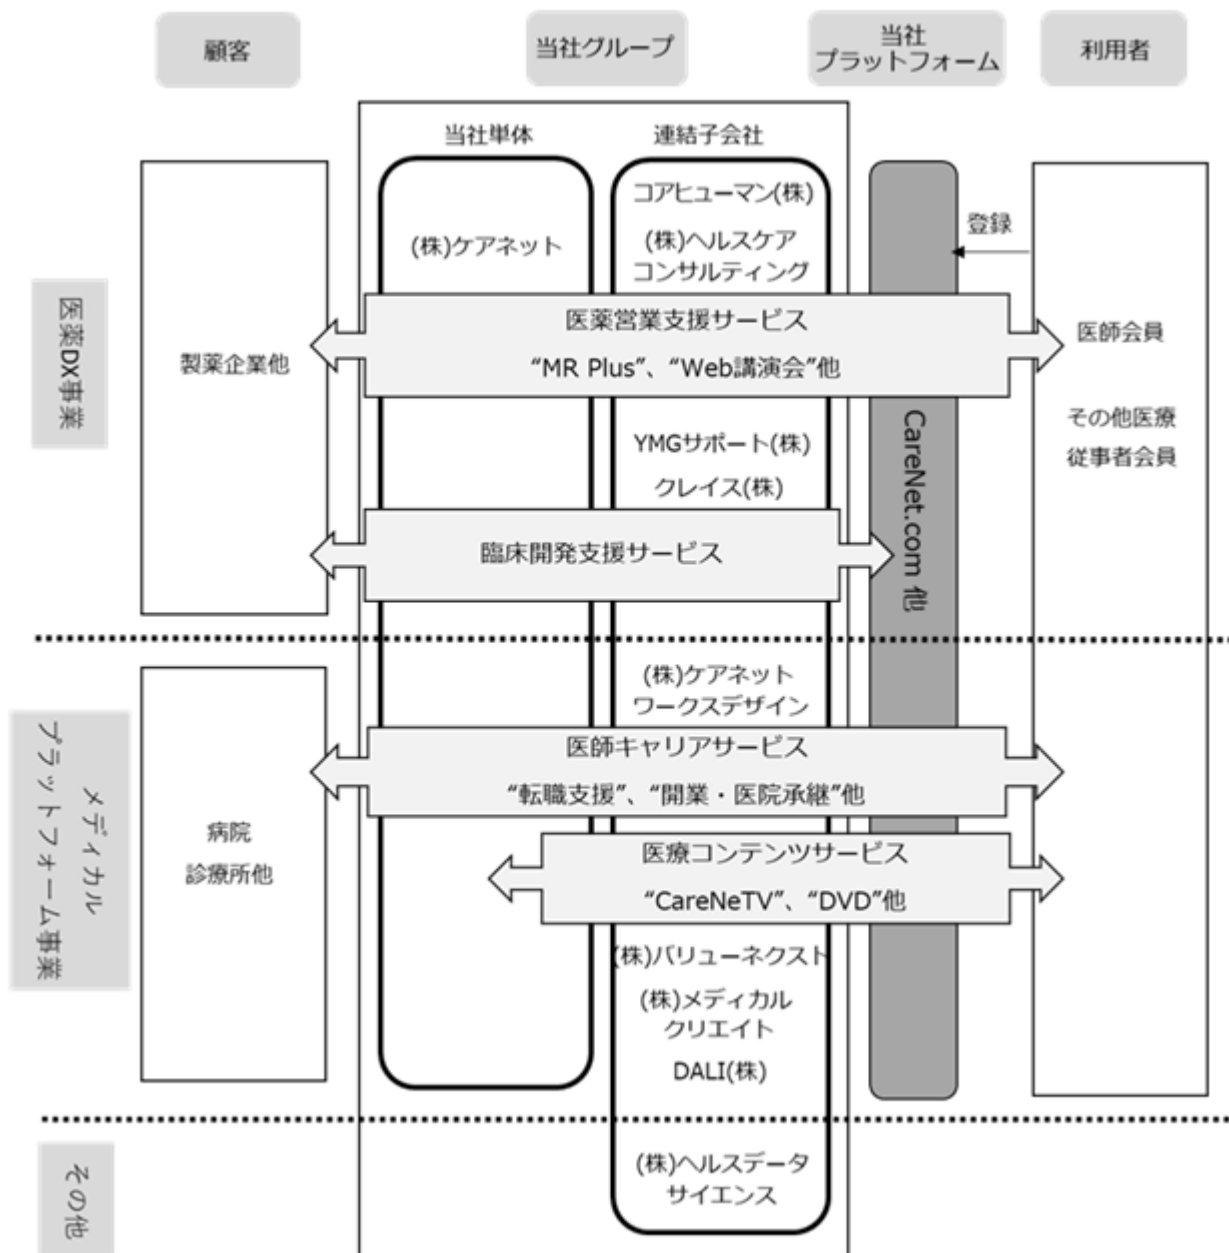 顧客
当社グループ
当社
プラットフォーム
利用者
当社単体
連結子会社
コアヒューマン(株)
(株)ケアネット
(株)ヘルスケア
コンサルティング
登録
医薬DX事業
製薬企業他
医薬営業支援サービス
“MR Plus”、“Web講演会”他
医師会員
その他医療
従事者会員
YMGサポート(株)
クレイス(株)
CareNet.com 他
臨床開発支援サービス
(株)ケアネット
ワークスデザイン
メディカル
プラットフォーム事業
病院
診療所他
医師キャリアサービス
“転職支援”、“開業・医院承継”他
医療コンテンツサービス
“CareNeTV”、“DVD”他
(株)バリューネクスト
(株)メディカル
クリエイト
DALI(株)
その他
(株)ヘルスデータ
サイエンス